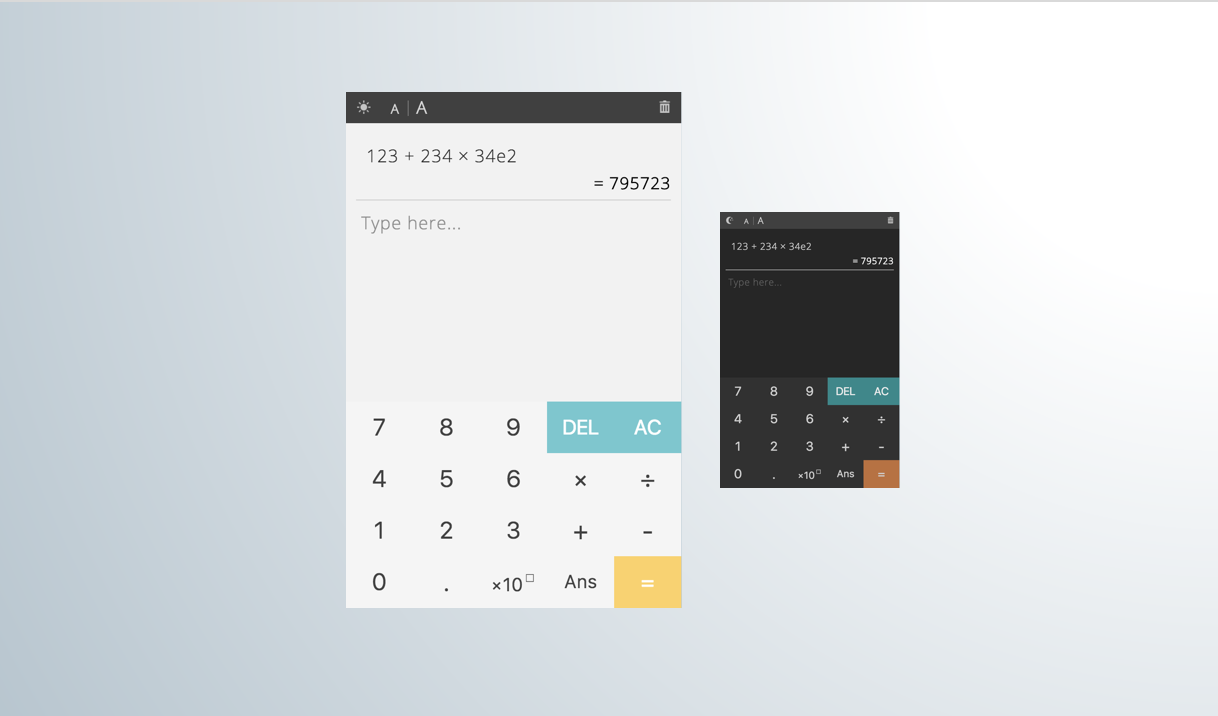 A | A
123 + 234 × 34e2
= 795723
Type here...
7 8 9 DEL AC
4 5 6 × ÷
1 2 3 + -
0 . ×10□ Ans =
A | A
123 + 234 × 34e2
= 795723
Type here...
7 8 9 DEL AC
4 5 6 × ÷
1 2 3 + -
0 . ×10□ Ans =